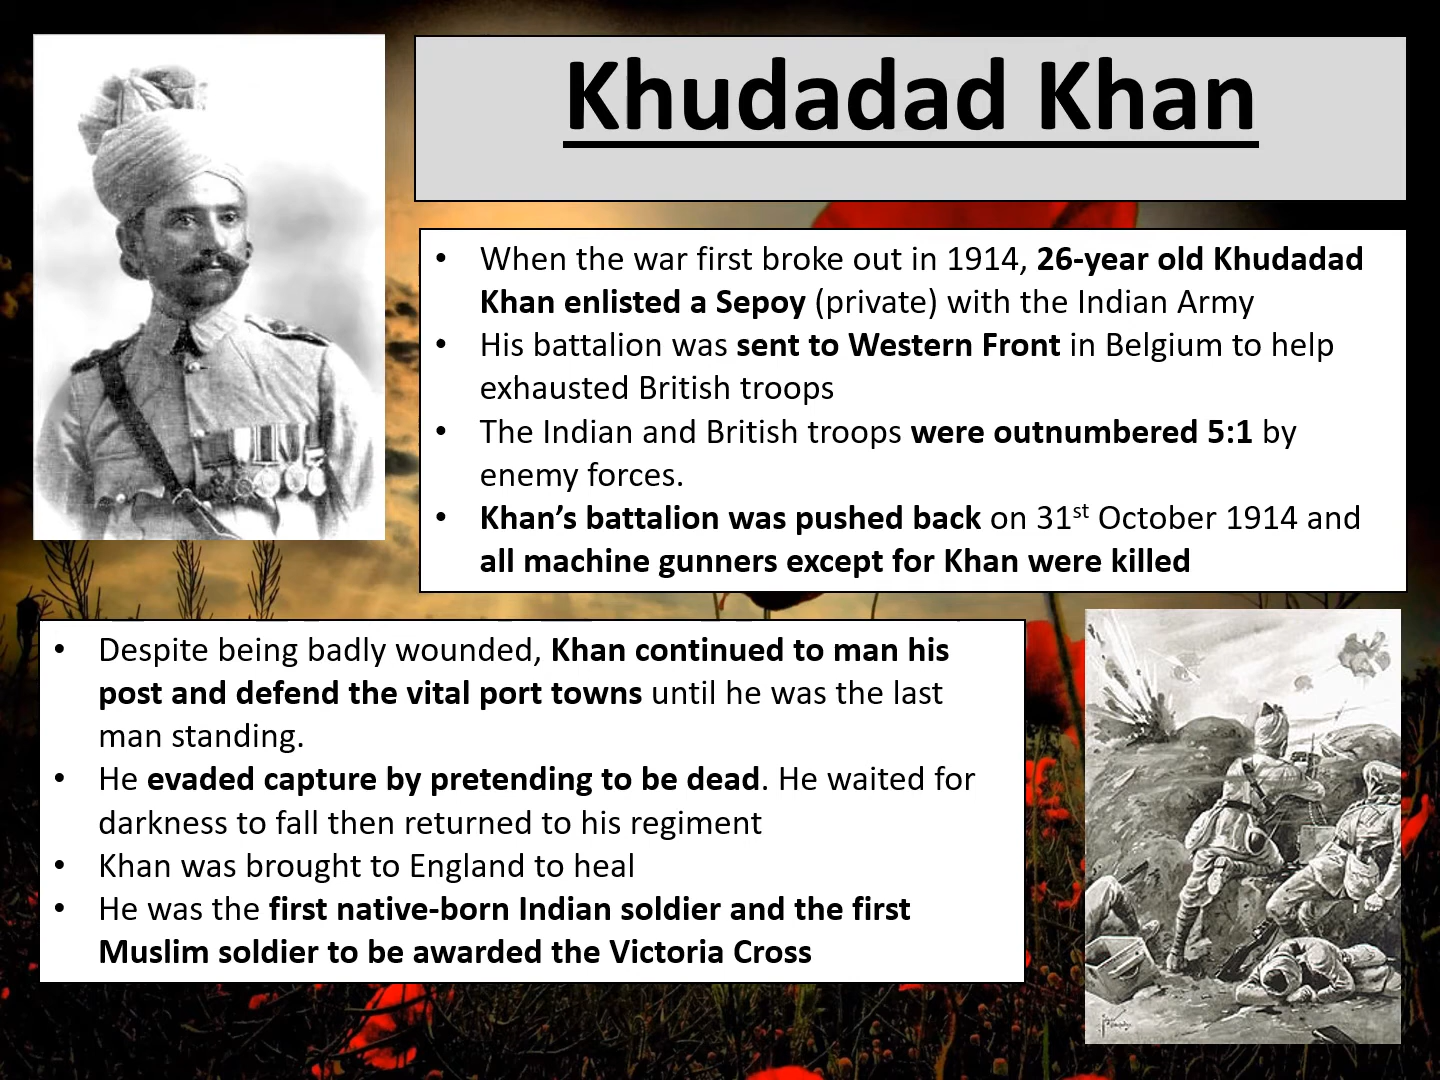 Khudadad Khan
• When the war first broke out in 1914, 26-year old Khudadad
Khan enlisted a Sepoy (private) with the Indian Army
• His battalion was sent to Western Front in Belgium to help
exhausted British troops
• The Indian and British troops were outnumbered 5:1 by
enemy forces.
• Khan’s battalion was pushed back on 31st October 1914 and
all machine gunners except for Khan were killed
• Despite being badly wounded, Khan continued to man his
post and defend the vital port towns until he was the last
man standing.
• He evaded capture by pretending to be dead. He waited for
darkness to fall then returned to his regiment
• Khan was brought to England to heal
• He was the first native-born Indian soldier and the first
Muslim soldier to be awarded the Victoria Cross